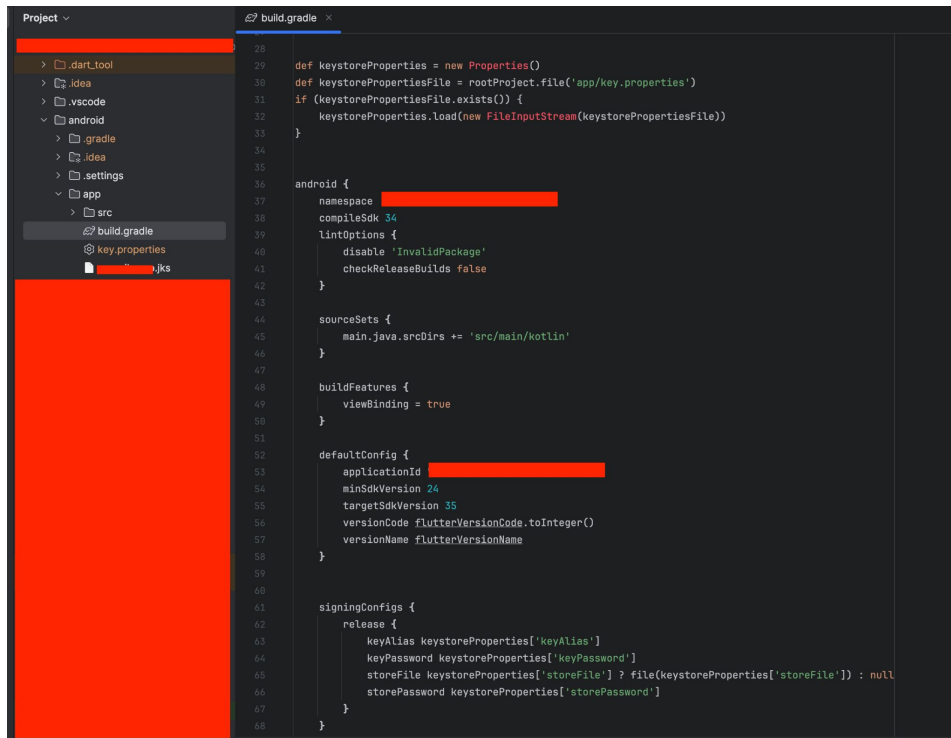 Project
.dart_tool
.idea
.vscode
android
.gradle
.idea
.settings
app
src
build.gradle
key.properties
.jks
build.gradle
28
29 def keystoreProperties = new Properties()
30 def keystorePropertiesFile = rootProject.file('app/key.properties')
31 if (keystorePropertiesFile.exists()) {
32 keystoreProperties.load(new FileInputStream(keystorePropertiesFile))
33 }
34
35
36 android {
37 namespace
38 compileSdk 34
39 lintOptions {
40 disable 'InvalidPackage'
41 checkReleaseBuilds false
42 }
43
44 sourceSets {
45 main.java.srcDirs += 'src/main/kotlin'
46 }
47
48 buildFeatures {
49 viewBinding = true
50 }
51
52 defaultConfig {
53 applicationId
54 minSdkVersion 24
55 targetSdkVersion 35
56 versionCode flutterVersionCode.toInteger()
57 versionName flutterVersionName
58 }
59
60
61 signingConfigs {
62 release {
63 keyAlias keystoreProperties['keyAlias']
64 keyPassword keystoreProperties['keyPassword']
65 storeFile keystoreProperties['storeFile'] ? file(keystoreProperties['storeFile']) : null
66 storePassword keystoreProperties['storePassword']
67 }
68 }